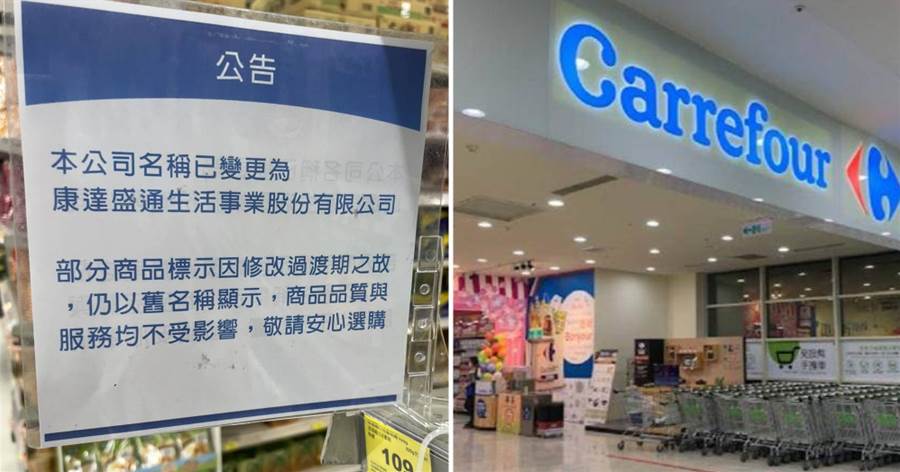 公告
本公司名稱已變更為
康達盛通生活事業股份有限公司
部分商品標示因修改過渡期之故
，仍以舊名稱顯示，商品品質與
服務均不受影響，敬請安心選購
109
Carrefour